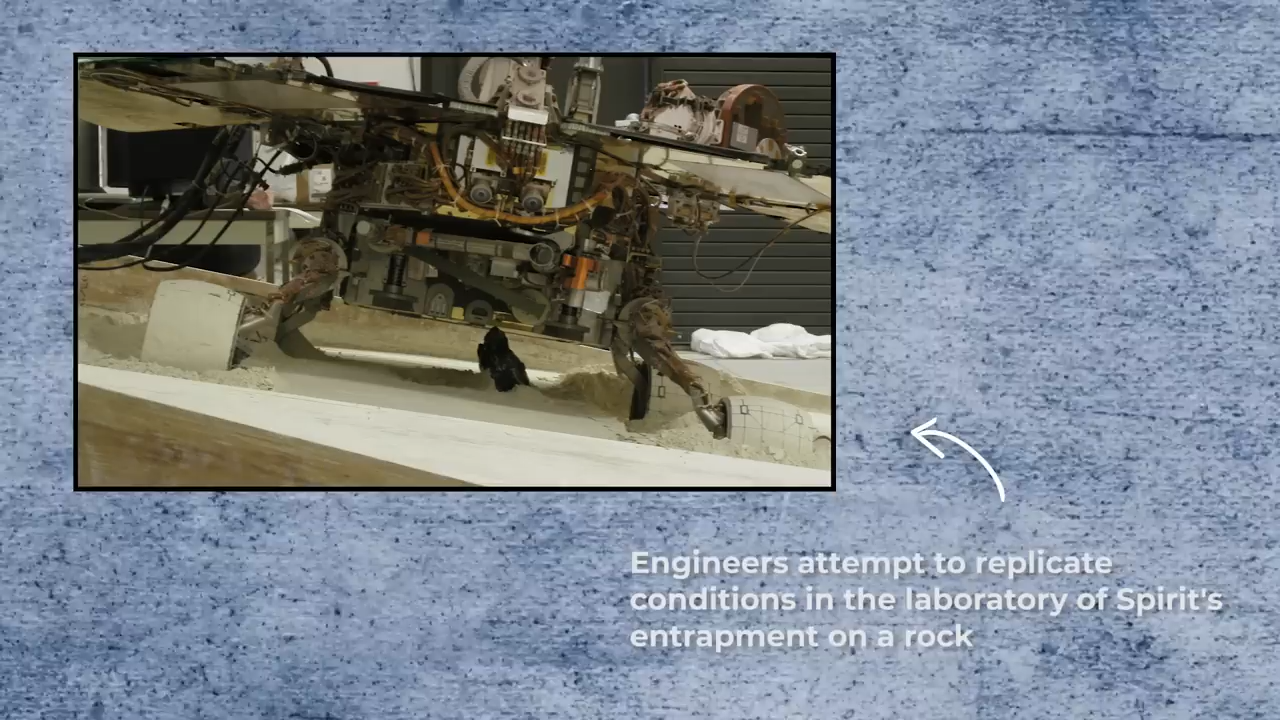 Engineers attempt to replicate
conditions in the laboratory of Spirit's
entrapment on a rock